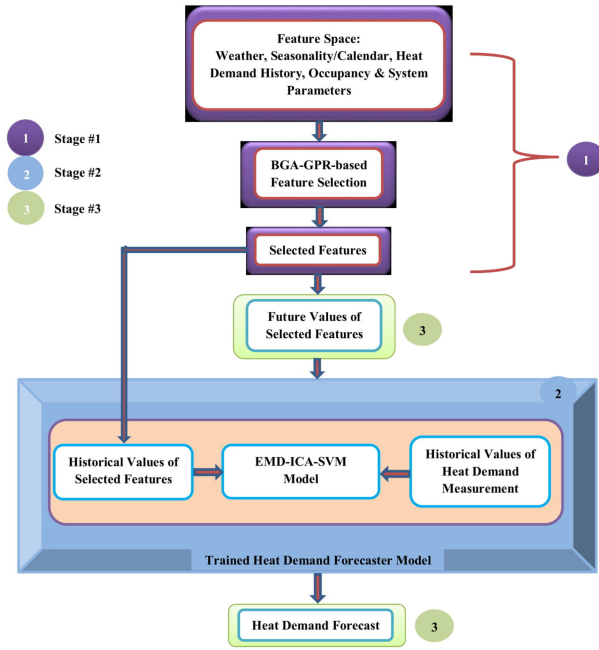 Feature Space:
Weather, Seasonality/Calendar, Heat
Demand History, Occupancy & System
Parameters
1
Stage #1
2
Stage #2
3
Stage #3
1
BGA-GPR-based
Feature Selection
Selected Features
Future Values of
Selected Features
3
2
Historical Values of
Selected Features
EMD-ICA-SVM
Model
Historical Values of
Heat Demand
Measurement
Trained Heat Demand Forecaster Model
Heat Demand Forecast
3